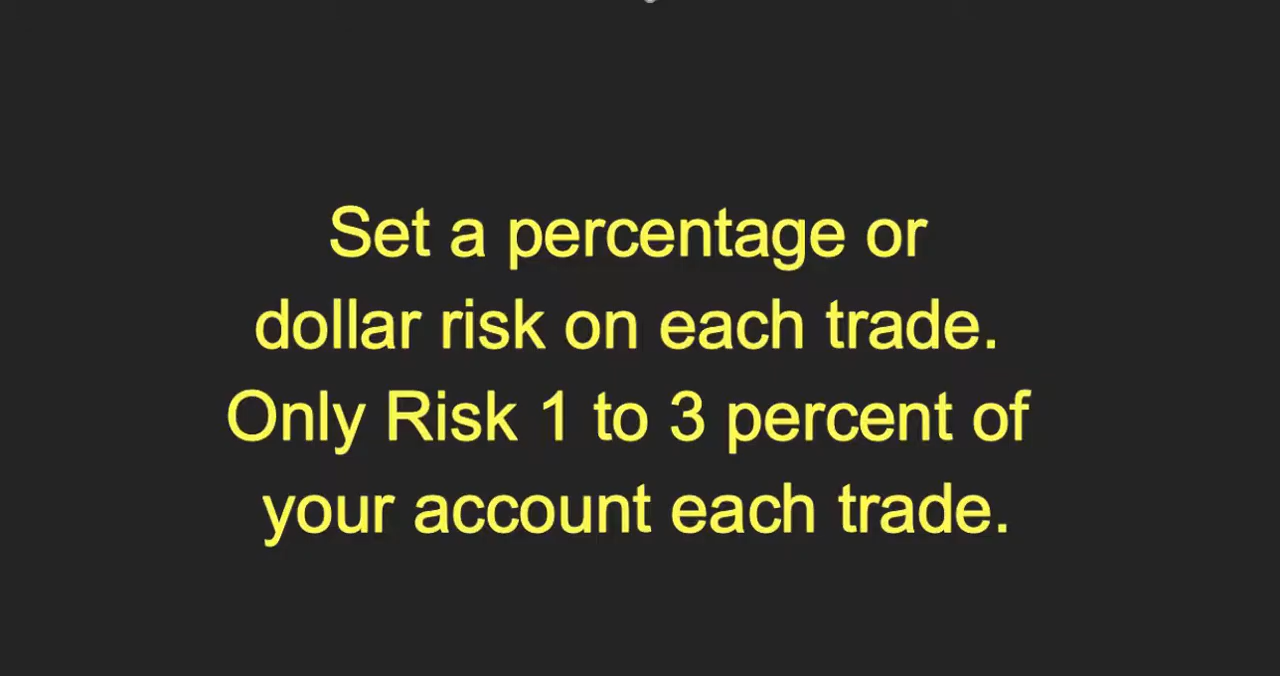 Set a percentage or
dollar risk on each trade.
Only Risk 1 to 3 percent of
your account each trade.